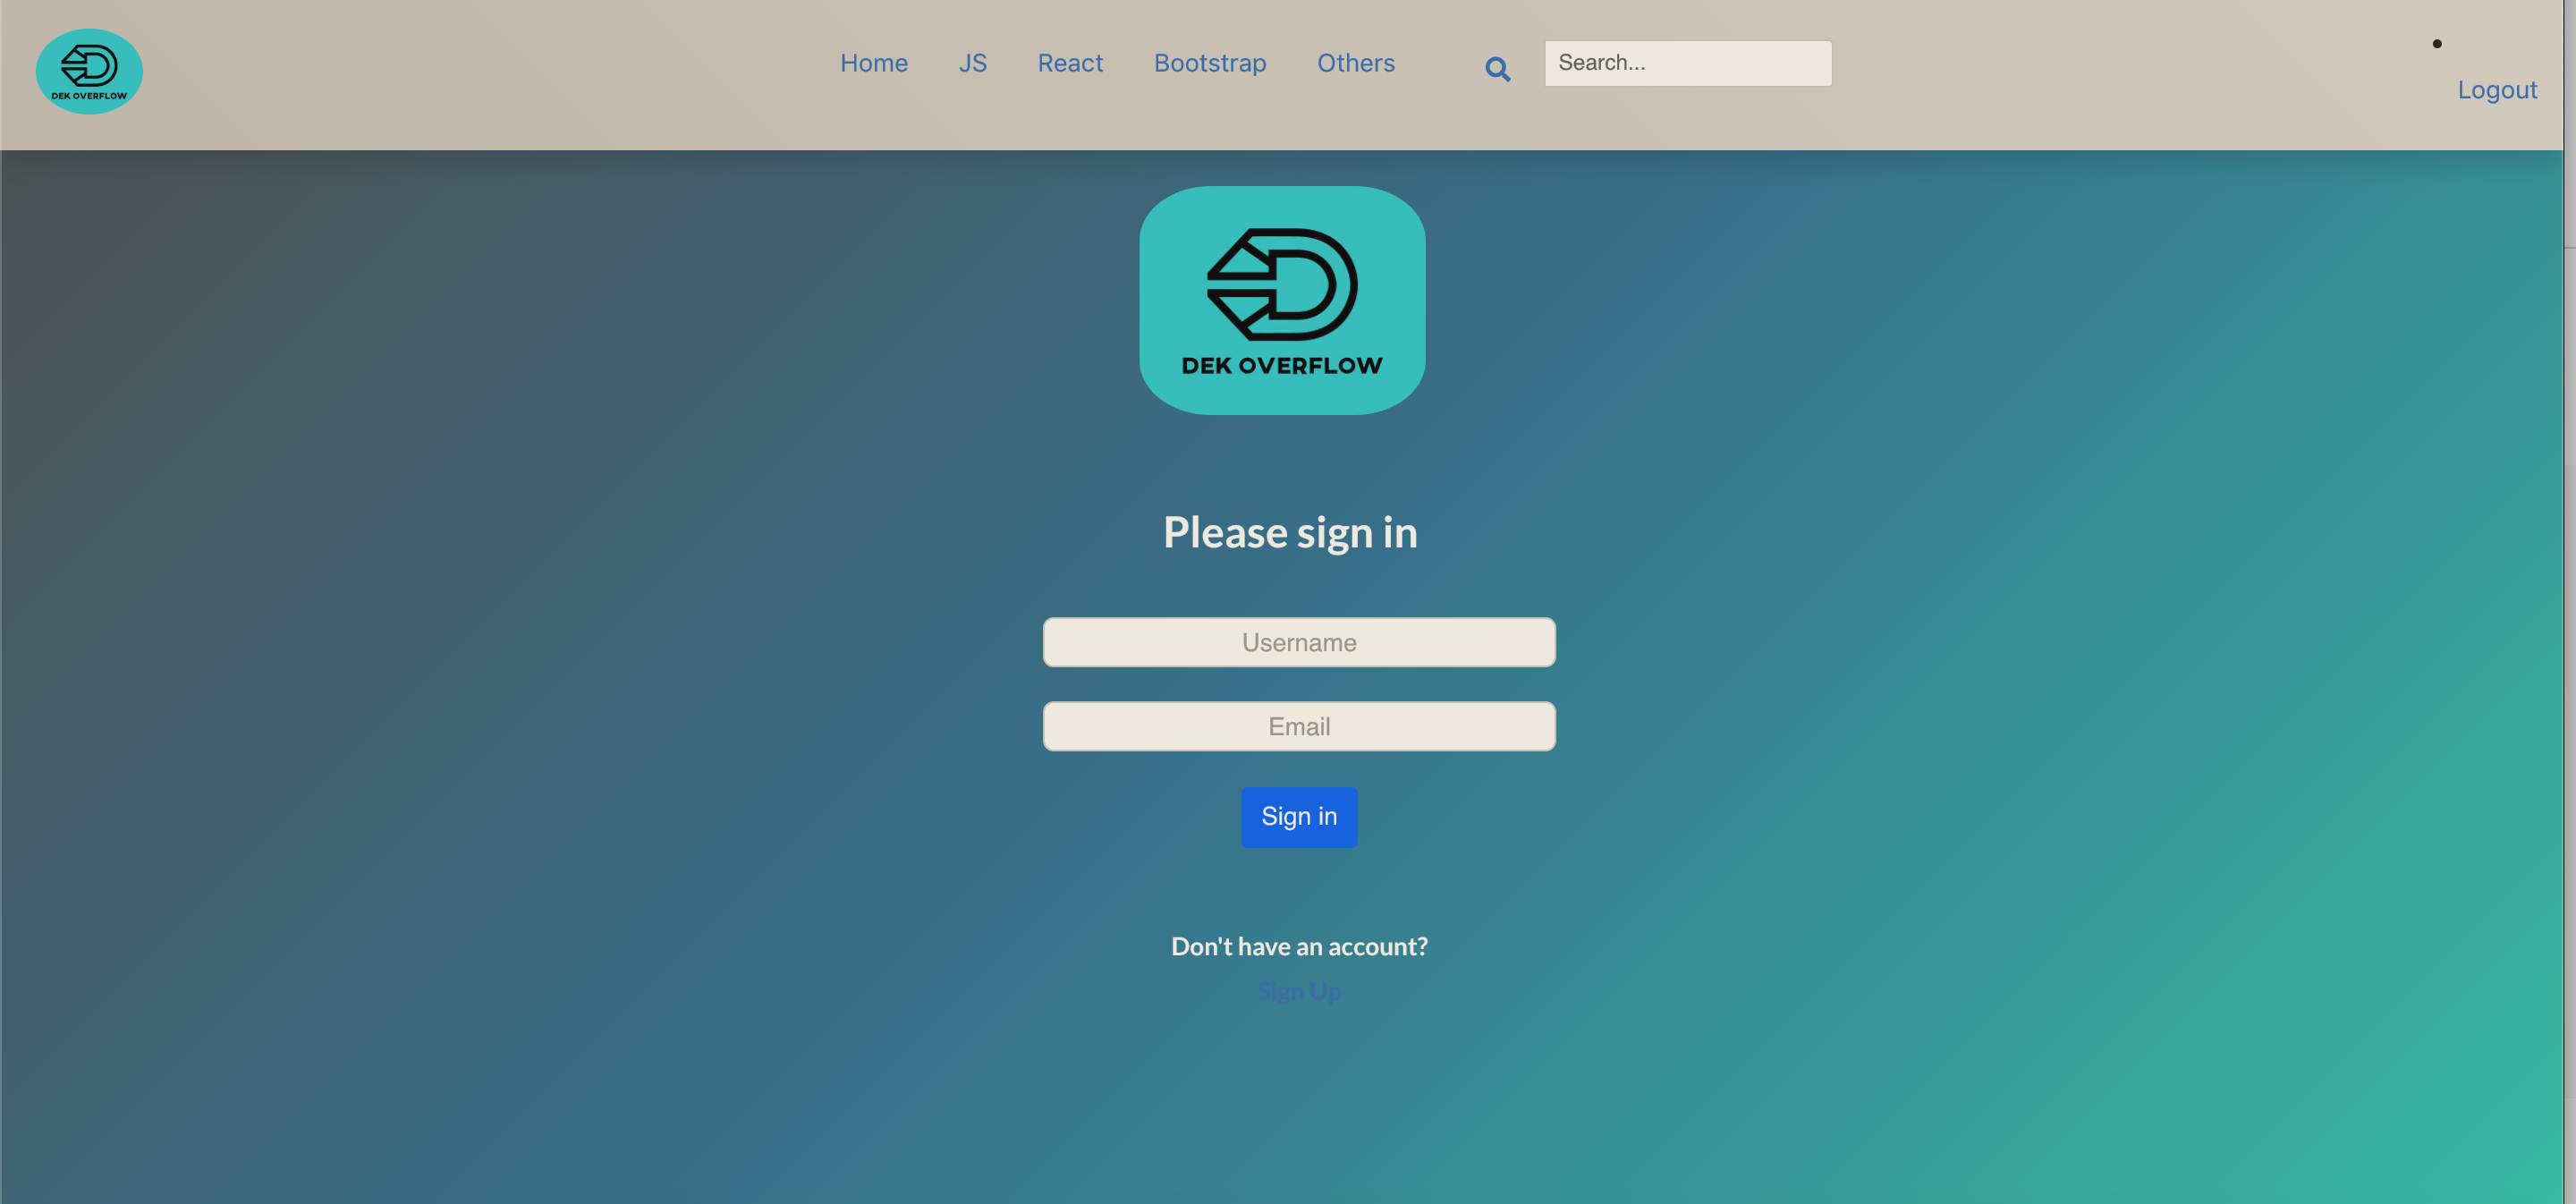 DEK OVERFLOW
Home JS React Bootstrap Others Search...
Logout
DEK OVERFLOW
Please sign in
Username
Email
Sign in
Don't have an account?
Sign Up